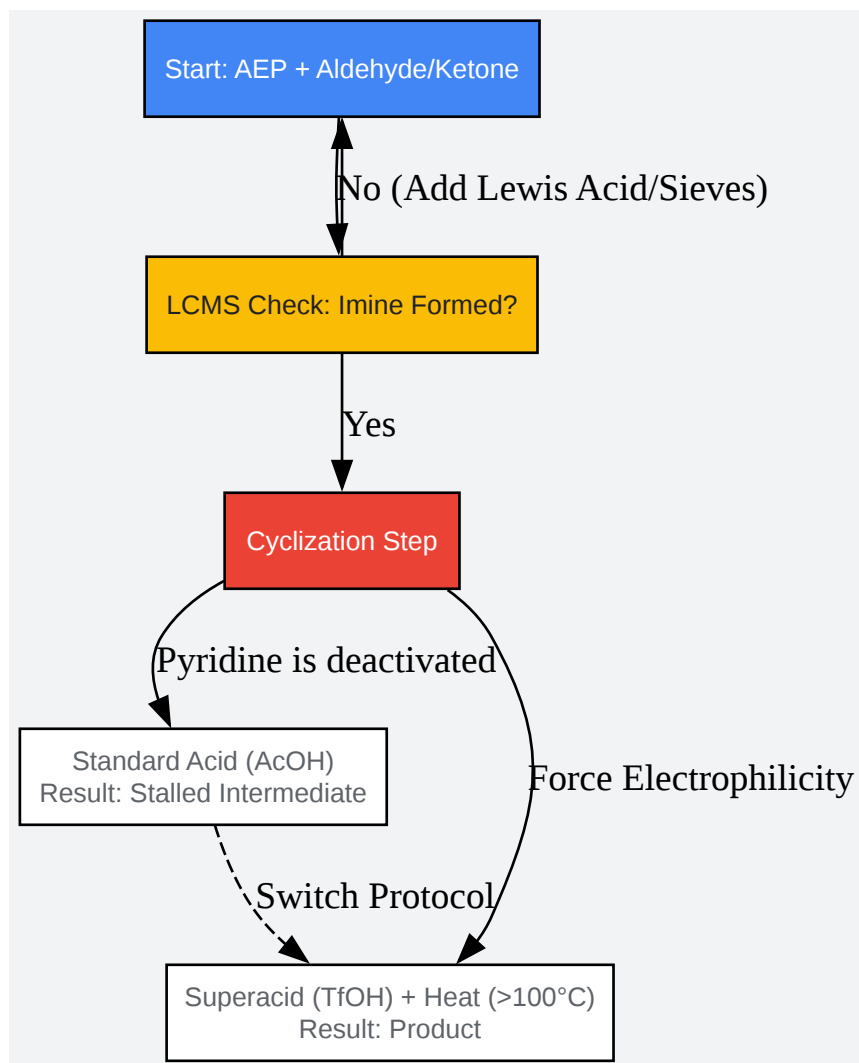 Start: AEP + Aldehyde/Ketone
No (Add Lewis Acid/Sieves)
LCMS Check: Imine Formed?
Yes
Cyclization Step
Pyridine is deactivated
Standard Acid (AcOH)
Result: Stalled Intermediate
Force Electrophilicity
Switch Protocol
Superacid (TfOH) + Heat (>100°C)
Result: Product